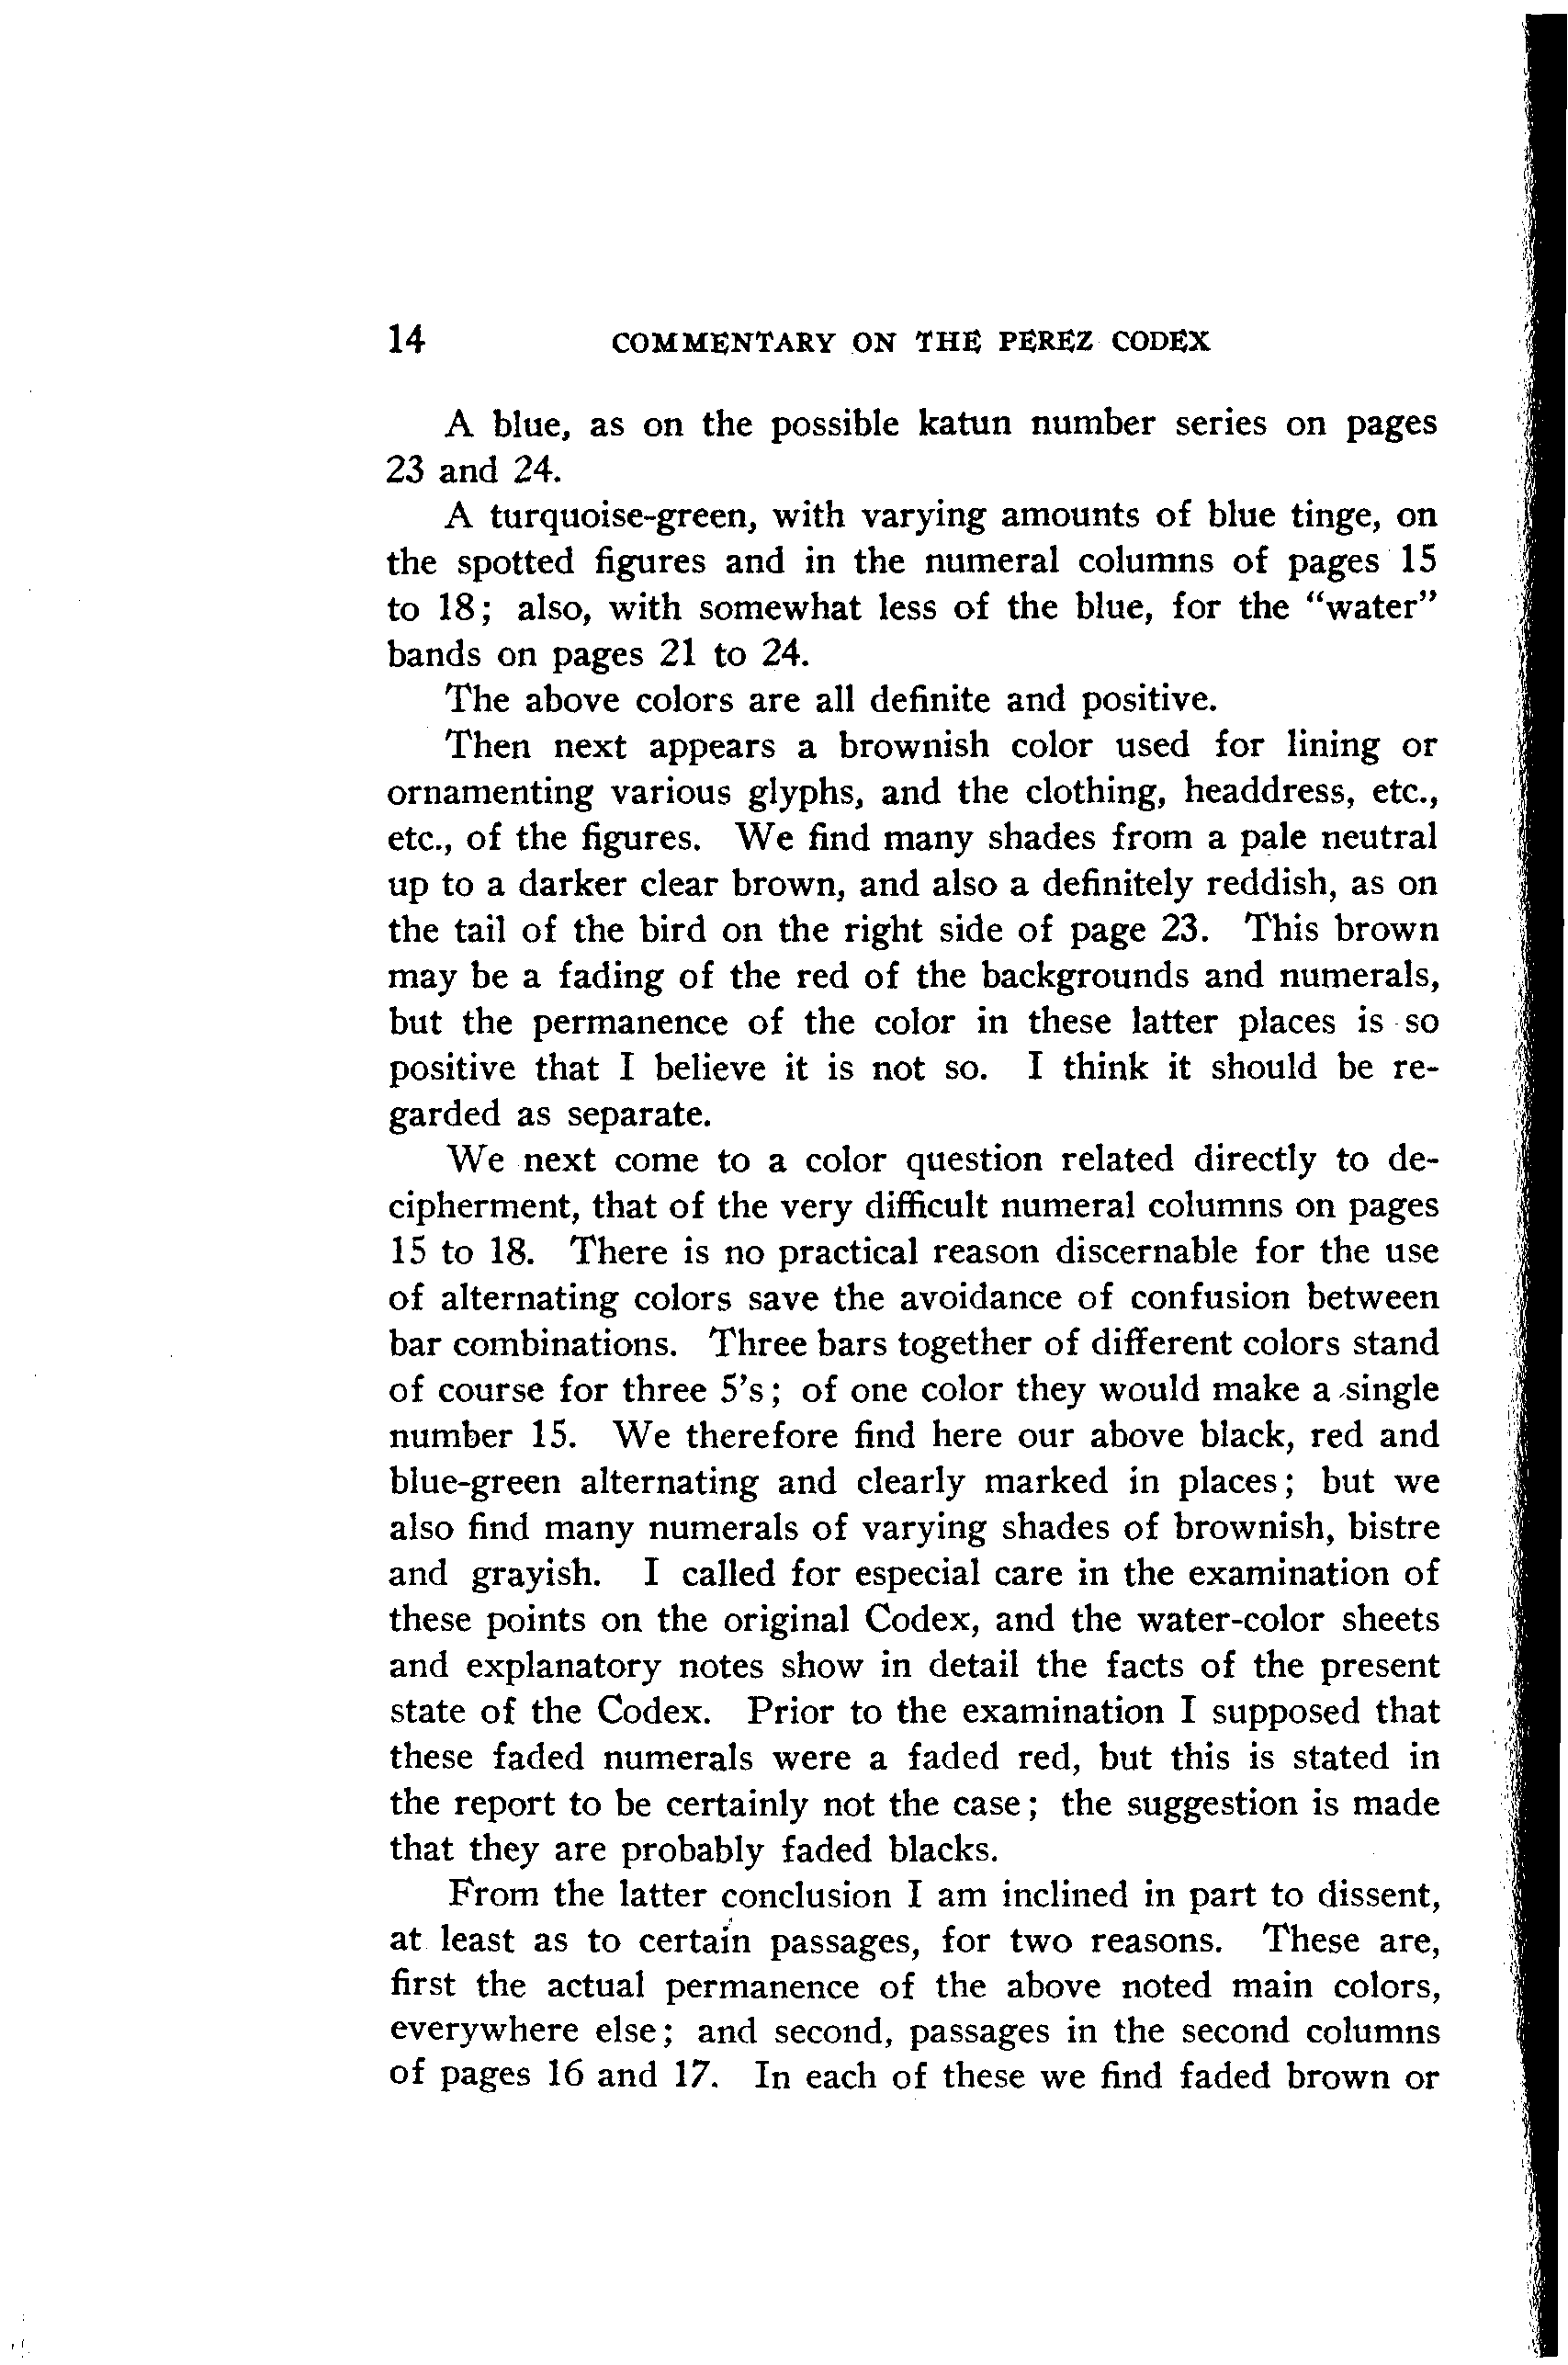 14 COMMENTARY ON THE PEREZ CODEX
A blue, as on the possible katun number series on pages
23 and 24.
A turquoise-green, with varying amounts of blue tinge, on
the spotted figures and in the numeral columns of pages 15
to 18; also, with somewhat less of the blue, for the “water”
bands on pages 21 to 24.
The above colors are all definite and positive.
Then next appears a brownish color used for lining or
ornamenting various glyphs, and the clothing, headdress, etc.,
etc., of the figures. We find many shades from a pale neutral
up to a darker clear brown, and also a definitely reddish, as on
the tail of the bird on the right side of page 23. This brown
may be a fading of the red of the backgrounds and numerals,
but the permanence of the color in these latter places is so
positive that I believe it is not so. I think it should be re-
garded as separate.
We next come to a color question related directly to de-
cipherment, that of the very difficult numeral columns on pages
15 to 18. There is no practical reason discernable for the use
of alternating colors save the avoidance of confusion between
bar combinations. Three bars together of different colors stand
of course for three 5’s; of one color they would make a single
number 15. We therefore find here our above black, red and
blue-green alternating and clearly marked in places; but we
also find many numerals of varying shades of brownish, bistre
and grayish. I called for especial care in the examination of
these points on the original Codex, and the water-color sheets
and explanatory notes show in detail the facts of the present
state of the Codex. Prior to the examination I supposed that
these faded numerals were a faded red, but this is stated in
the report to be certainly not the case; the suggestion is made
that they are probably faded blacks.
From the latter conclusion I am inclined in part to dissent,
at least as to certain passages, for two reasons. These are,
first the actual permanence of the above noted main colors,
everywhere else; and second, passages in the second columns
of pages 16 and 17. In each of these we find faded brown or